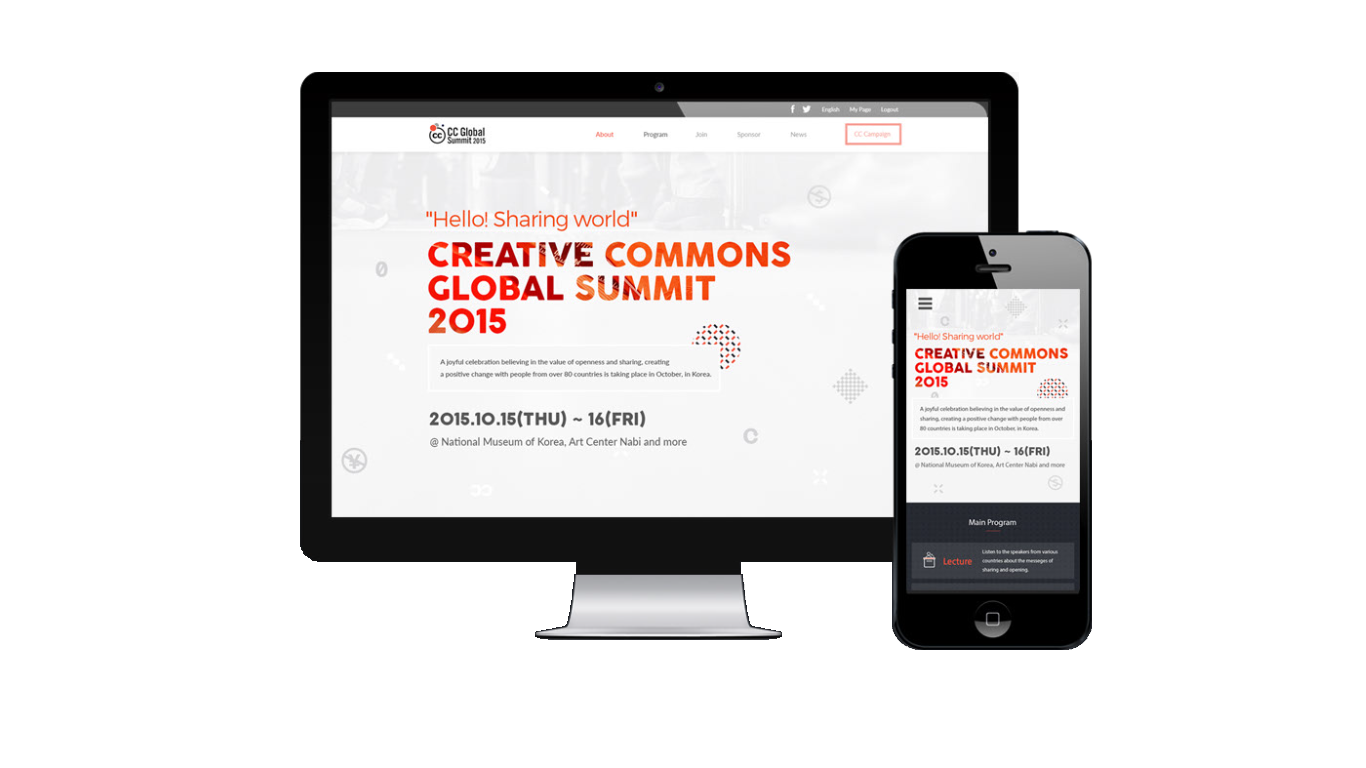 English My Page Logout
CC Global
Summit 2015
About Program Join Sponsor News CC Campaign
"Hello! Sharing world"
CREATIVE COMMONS
GLOBAL SUMMIT
2015
A joyful celebration believing in the value of openness and sharing, creating
a positive change with people from over 80 countries is taking place in October, in Korea.
2015.10.15(THU) ~ 16(FRI)
@ National Museum of Korea, Art Center Nabi and more
"Hello! Sharing world"
CREATIVE COMMONS
GLOBAL SUMMIT
2015
A joyful celebration believing in the value of openness and
sharing, creating a positive change with people from over
80 countries is taking place in October, in Korea.
2015.10.15(THU) ~ 16(FRI)
@ National Museum of Korea, Art Center Nabi and more
Main Program
Lecture
Listen to the speakers from various
countries about the messeges of
sharing and opening.